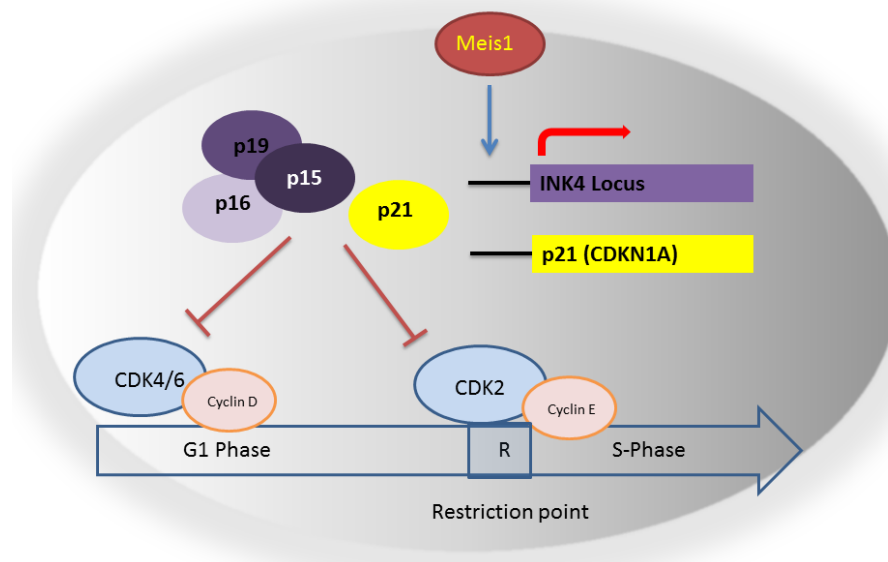 Meis1
p19
p15
p16
p21
INK4 Locus
p21 (CDKN1A)
CDK4/6
Cyclin D
CDK2
Cyclin E
G1 Phase
R
S-Phase
Restriction point